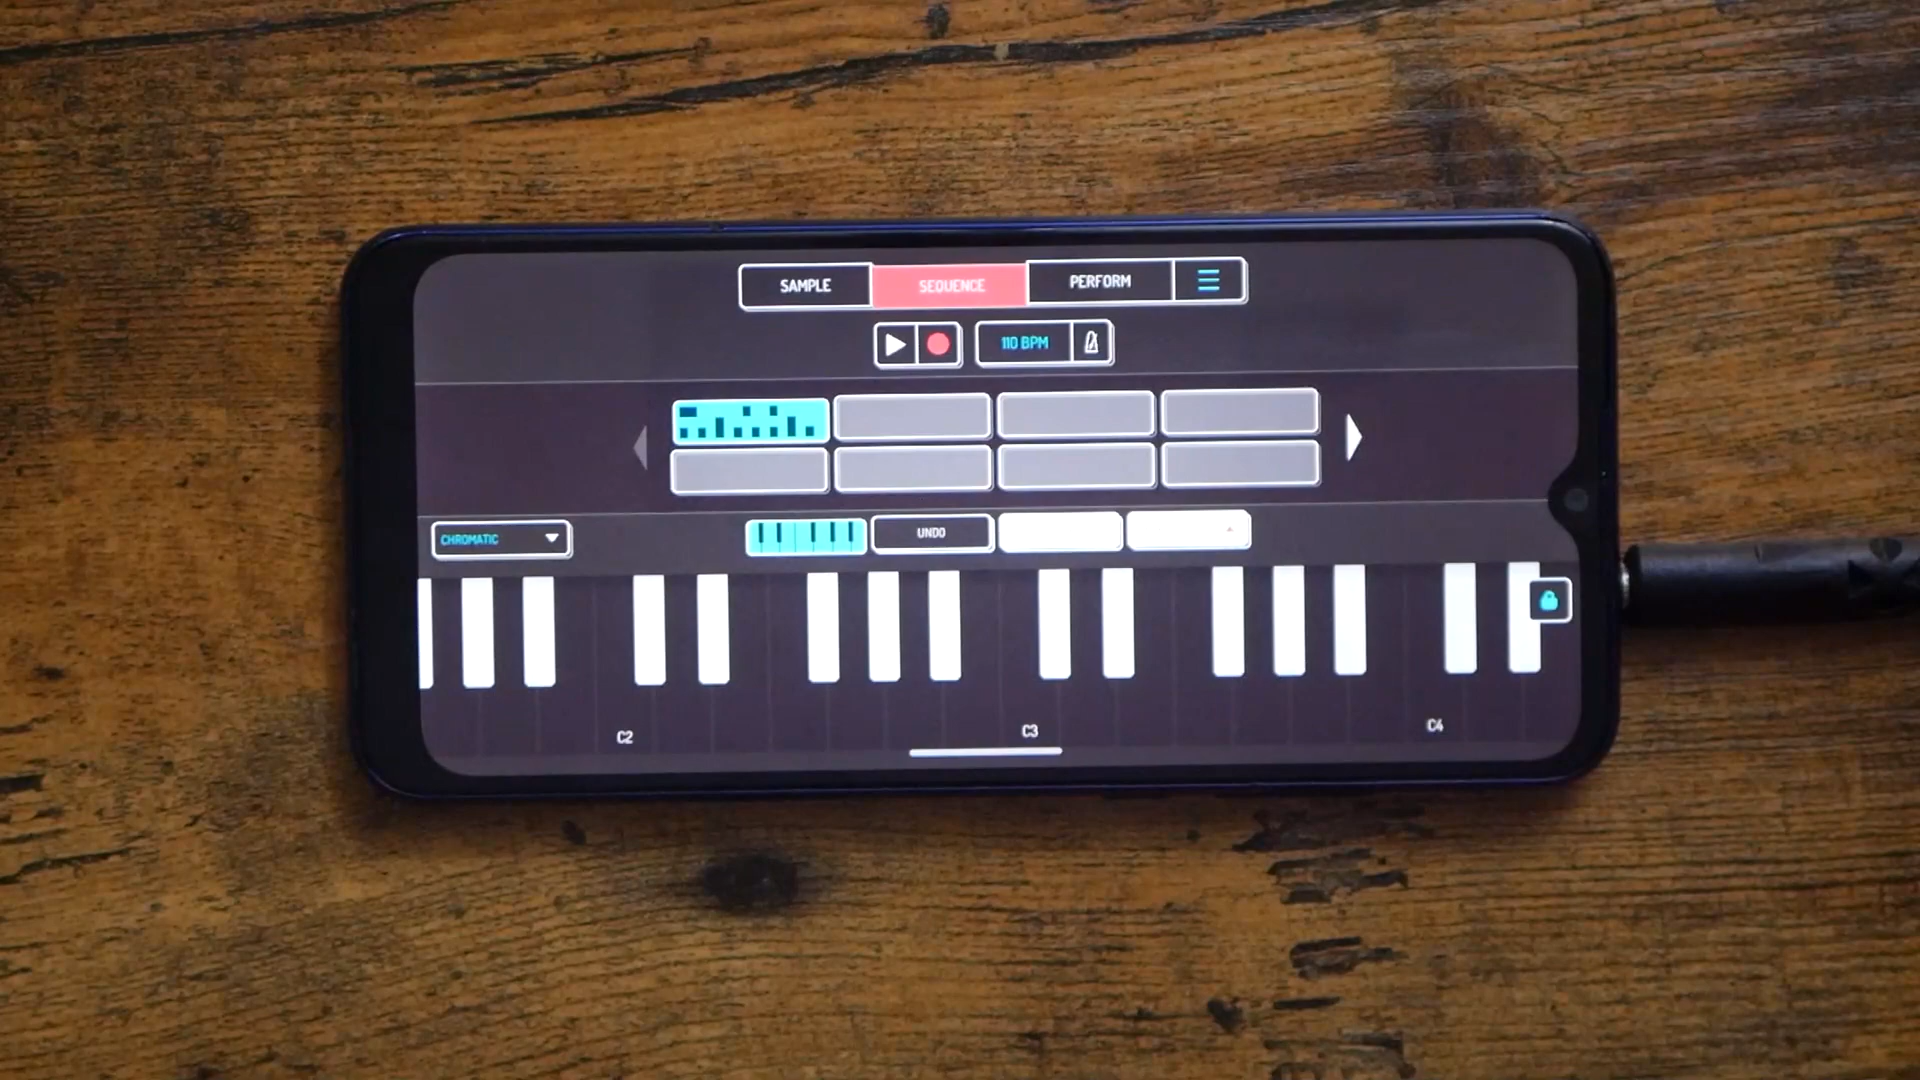 SAMPLE SEQUENCE PERFORM
110 BPM
CHROMATIC UNDO
C2 C3 C4